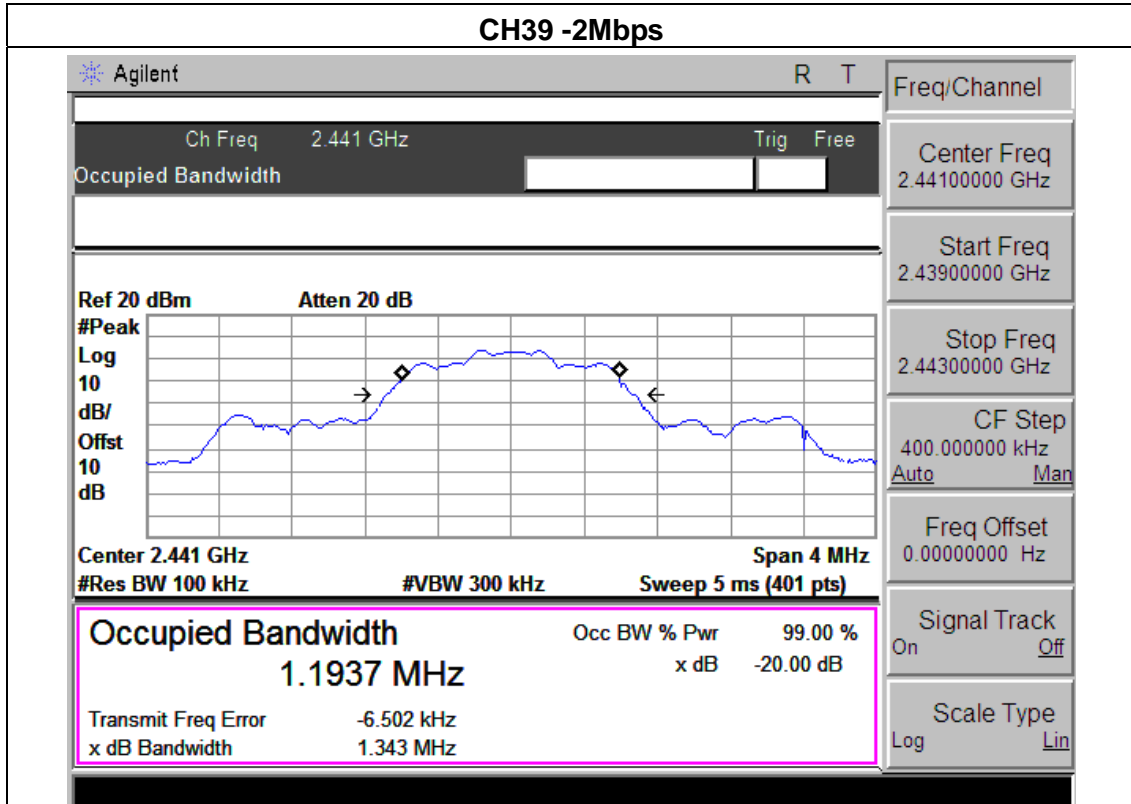 CH39 -2Mbps
Agilent R T
Ch Freq 2.441 GHz Trig Free
Occupied Bandwidth
Ref 20 dBm Atten 20 dB
#Peak
Log
10
dB/
Offst
10
dB
Center 2.441 GHz Span 4 MHz
#Res BW 100 kHz #VBW 300 kHz Sweep 5 ms (401 pts)
Occupied Bandwidth Occ BW % Pwr 99.00 %
1.1937 MHz x dB -20.00 dB
Transmit Freq Error -6.502 kHz
x dB Bandwidth 1.343 MHz
Freq/Channel
Center Freq
2.44100000 GHz
Start Freq
2.43900000 GHz
Stop Freq
2.44300000 GHz
CF Step
400.000000 kHz
Auto Man
Freq Offset
0.00000000 Hz
Signal Track
On Off
Scale Type
Log Lin